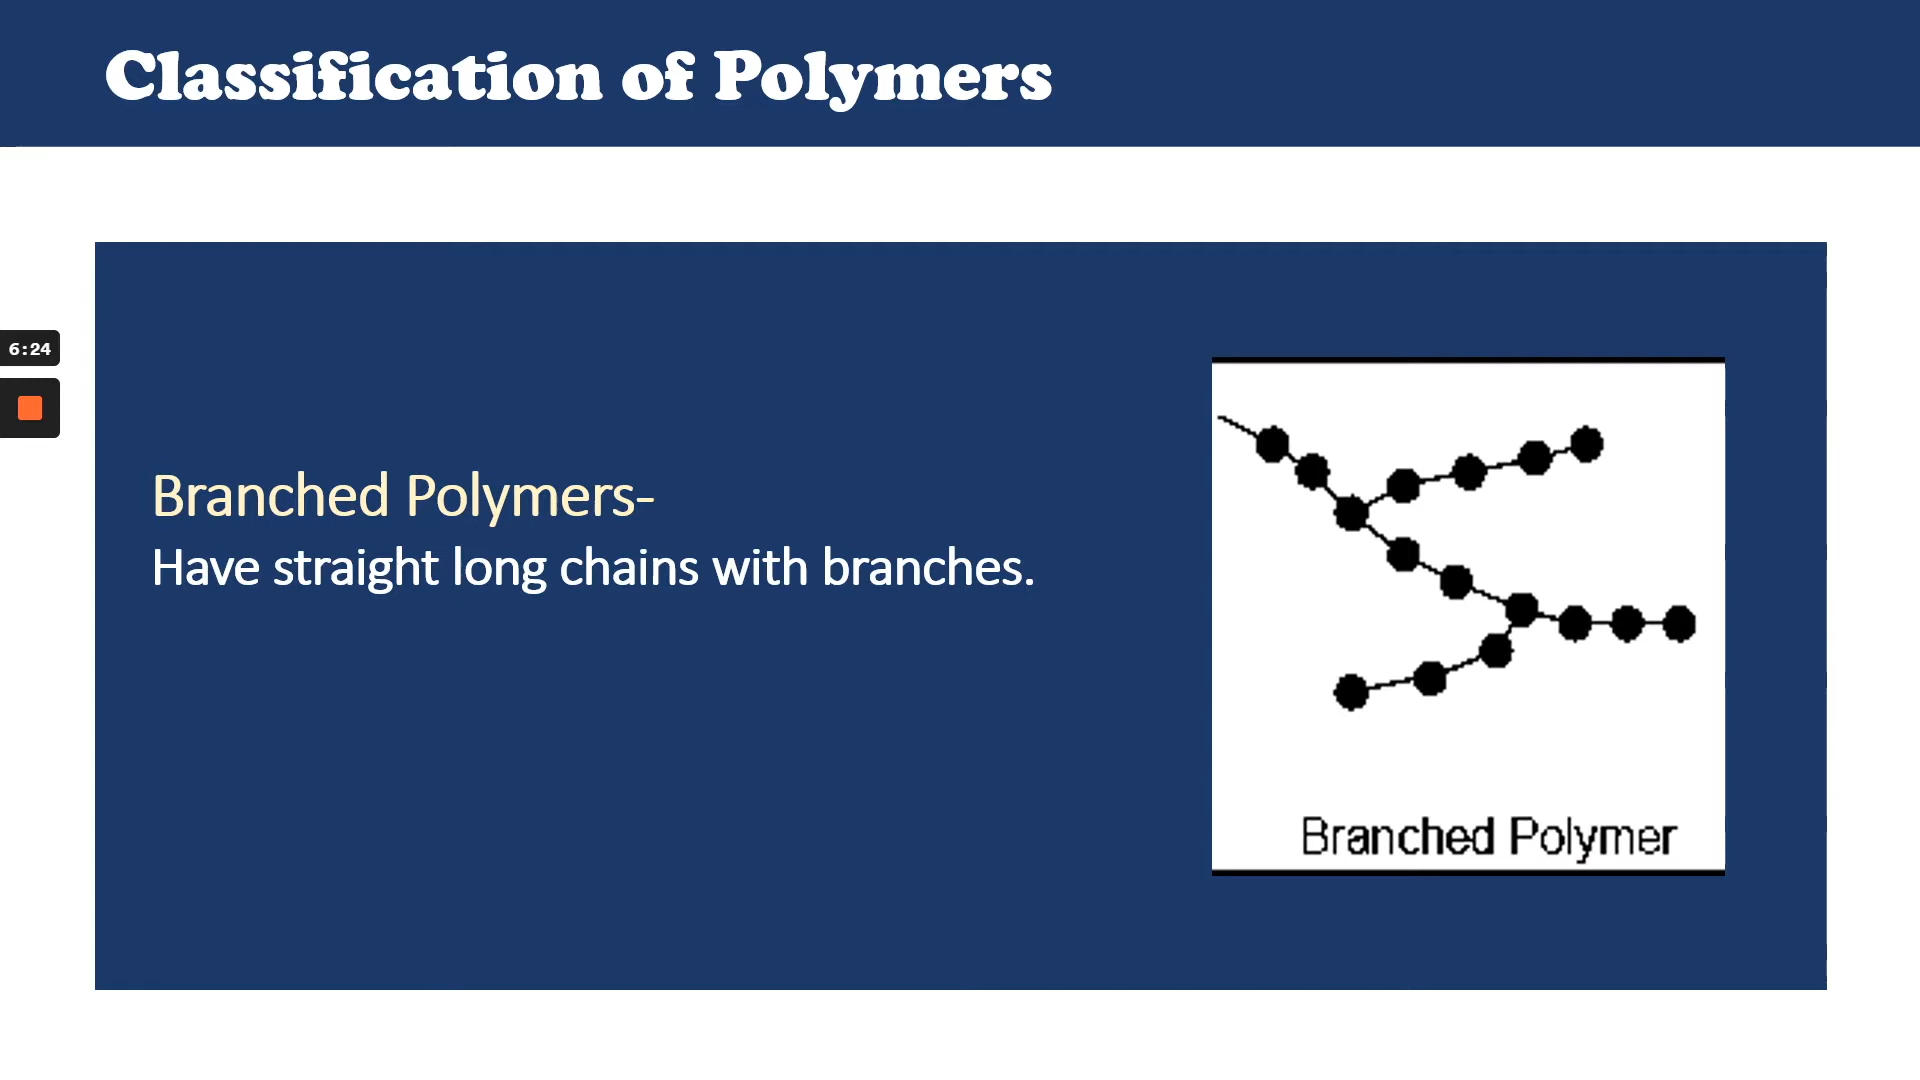 Classification of Polymers
6:24
Branched Polymers-
Have straight long chains with branches.
Branched Polymer